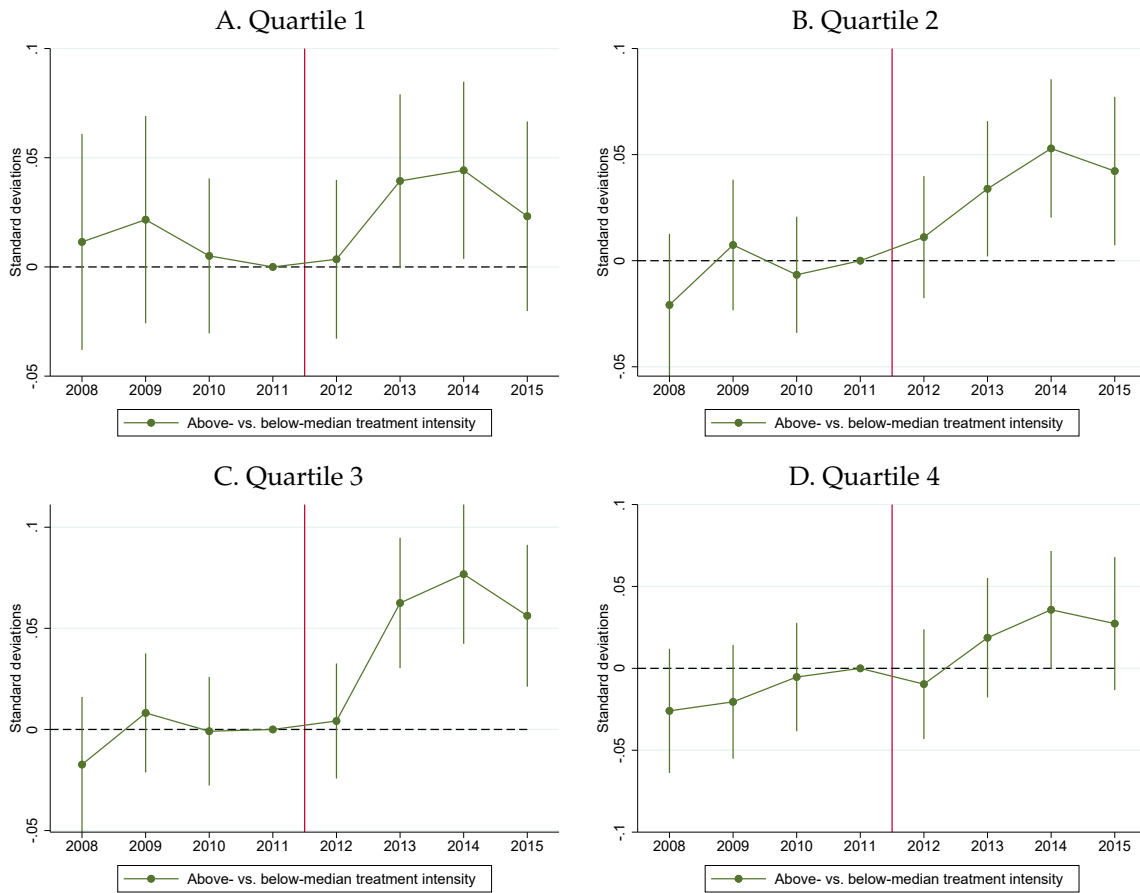 A. Quartile 1
Standard deviations
.1
.05
0
-.05
2008 2009 2010 2011 2012 2013 2014 2015
Above- vs. below-median treatment intensity
B. Quartile 2
Standard deviations
.1
.05
0
-.05
2008 2009 2010 2011 2012 2013 2014 2015
Above- vs. below-median treatment intensity
C. Quartile 3
Standard deviations
.1
.05
0
-.05
2008 2009 2010 2011 2012 2013 2014 2015
Above- vs. below-median treatment intensity
D. Quartile 4
Standard deviations
.1
.05
0
-.05
-.1
2008 2009 2010 2011 2012 2013 2014 2015
Above- vs. below-median treatment intensity